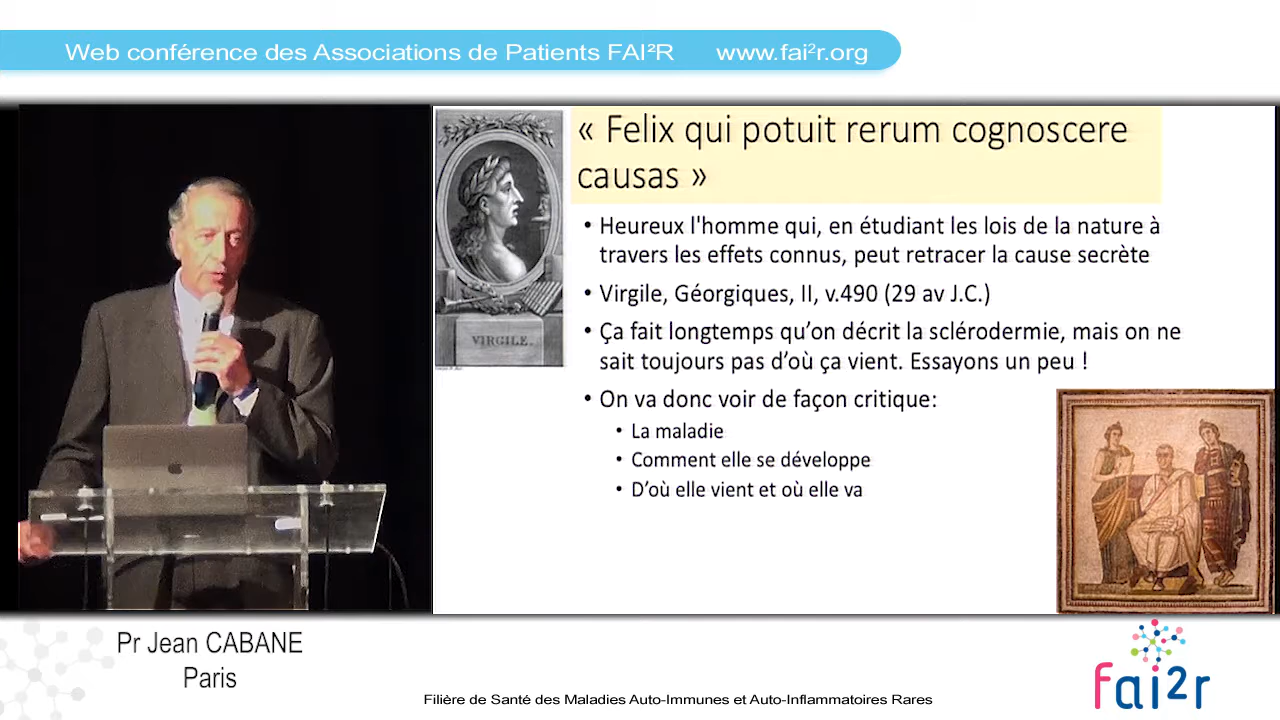 Web conférence des Associations de Patients FAI²R www.fai²r.org
« Felix qui potuit rerum cognoscere
causas »
• Heureux l'homme qui, en étudiant les lois de la nature à
travers les effets connus, peut retracer la cause secrète
• Virgile, Géorgiques, II, v.490 (29 av J.C.)
• Ça fait longtemps qu’on décrit la sclérodermie, mais on ne
sait toujours pas d’où ça vient. Essayons un peu !
• On va donc voir de façon critique:
• La maladie
• Comment elle se développe
• D’où elle vient et où elle va
VIRGILE.
Pr Jean CABANE
Paris
Filière de Santé des Maladies Auto-Immunes et Auto-Inflammatoires Rares
fai2r